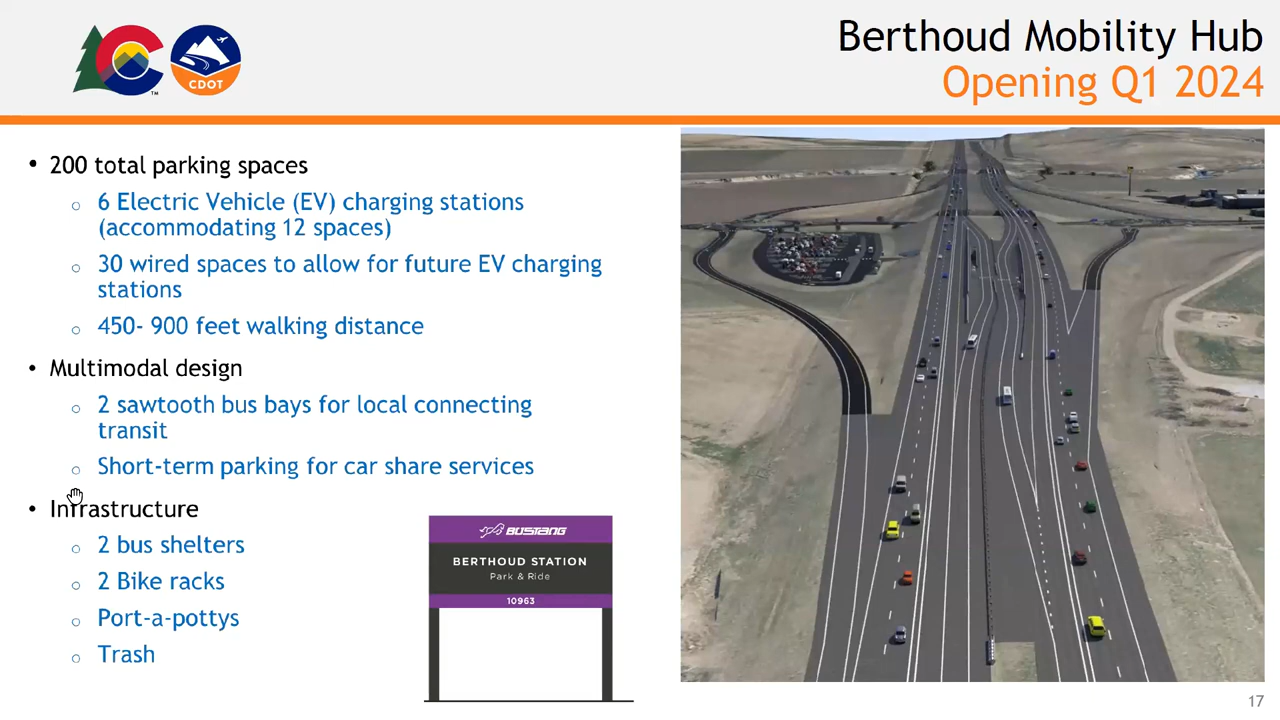 CDOT
TM
Berthoud Mobility Hub
Opening Q1 2024
• 200 total parking spaces
○ 6 Electric Vehicle (EV) charging stations
(accommodating 12 spaces)
○ 30 wired spaces to allow for future EV charging
stations
○ 450- 900 feet walking distance
• Multimodal design
○ 2 sawtooth bus bays for local connecting
transit
○ Short-term parking for car share services
• Infrastructure
○ 2 bus shelters
○ 2 Bike racks
○ Port-a-pottys
○ Trash
BUSTANG
BERTHOUD STATION
Park & Ride
10963
17